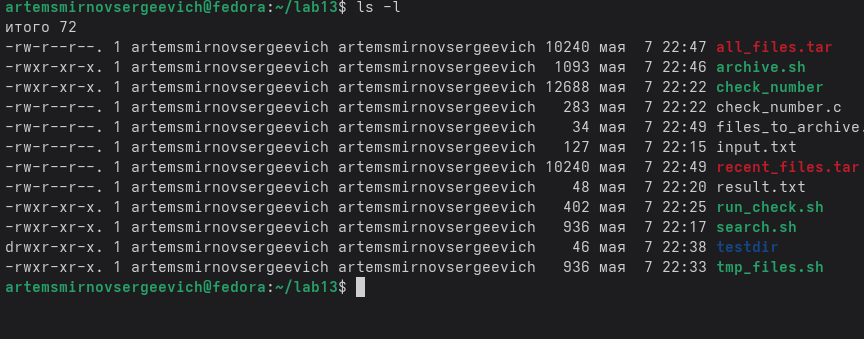 artemsmirnovsergeevich@fedora:~/lab13$ ls -l
итого 72
-rw-r--r--. 1 artemsmirnovsergeevich artemsmirnovsergeevich 10240 мая  7 22:47 all_files.tar
-rwxr-xr-x. 1 artemsmirnovsergeevich artemsmirnovsergeevich  1093 мая  7 22:46 archive.sh
-rwxr-xr-x. 1 artemsmirnovsergeevich artemsmirnovsergeevich 12688 мая  7 22:22 check_number
-rw-r--r--. 1 artemsmirnovsergeevich artemsmirnovsergeevich   283 мая  7 22:22 check_number.c
-rw-r--r--. 1 artemsmirnovsergeevich artemsmirnovsergeevich    34 мая  7 22:49 files_to_archive.
-rw-r--r--. 1 artemsmirnovsergeevich artemsmirnovsergeevich   127 мая  7 22:15 input.txt
-rw-r--r--. 1 artemsmirnovsergeevich artemsmirnovsergeevich 10240 мая  7 22:49 recent_files.tar
-rw-r--r--. 1 artemsmirnovsergeevich artemsmirnovsergeevich    48 мая  7 22:20 result.txt
-rwxr-xr-x. 1 artemsmirnovsergeevich artemsmirnovsergeevich   402 мая  7 22:25 run_check.sh
-rwxr-xr-x. 1 artemsmirnovsergeevich artemsmirnovsergeevich   936 мая  7 22:17 search.sh
drwxr-xr-x. 1 artemsmirnovsergeevich artemsmirnovsergeevich    46 мая  7 22:38 testdir
-rwxr-xr-x. 1 artemsmirnovsergeevich artemsmirnovsergeevich   936 мая  7 22:33 tmp_files.sh
artemsmirnovsergeevich@fedora:~/lab13$